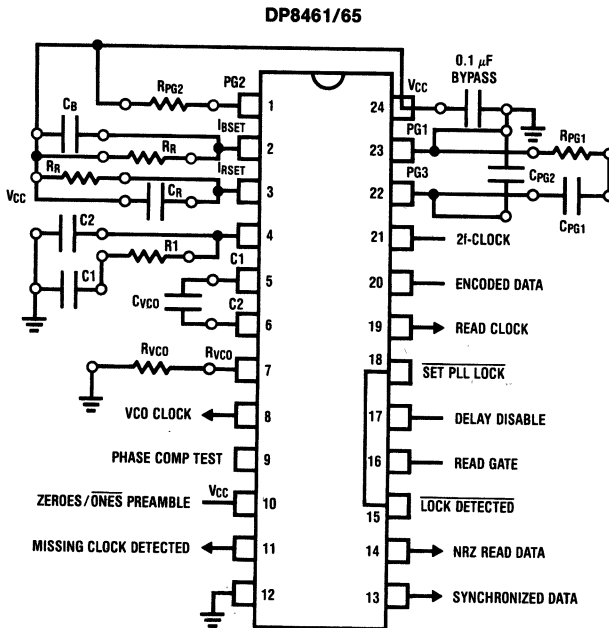 DP8461/65
0.1 μF
BYPASS
VCC
RPG2
PG2
1
24
CB
IBSET
2
PG1
23
RPG1
RR
IRSET
RR
3
PG3
22
CPG2
VCC
CR
CPG1
C2
4
21
2f-CLOCK
R1
C1
C1
5
20
ENCODED DATA
CVCO
C2
6
19
READ CLOCK
RVCO
RVCO
7
18
SET PLL LOCK
VCO CLOCK
8
17
DELAY DISABLE
PHASE COMP TEST
9
16
READ GATE
ZEROES/ONES PREAMBLE
VCC
10
15
LOCK DETECTED
MISSING CLOCK DETECTED
11
14
NRZ READ DATA
12
13
SYNCHRONIZED DATA